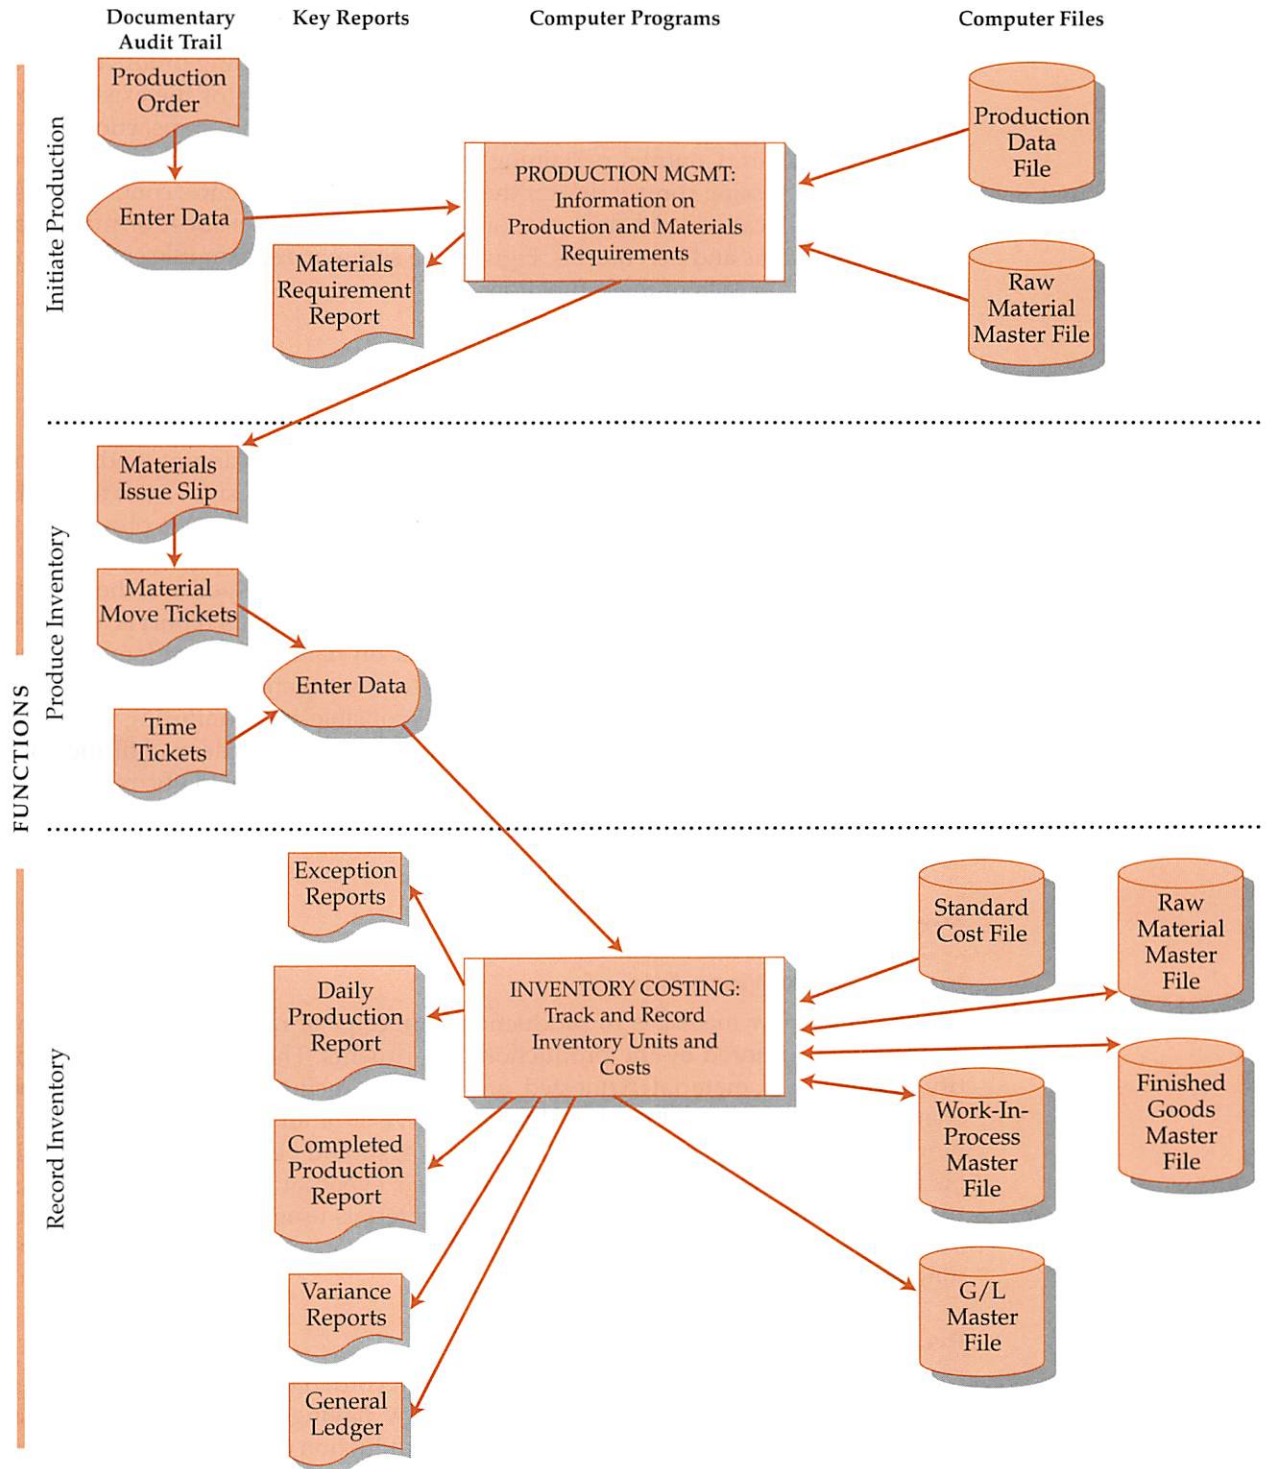 Documentary
Audit Trail
Key Reports
Computer Programs
Computer Files
FUNCTIONS
Initiate Production
Production
Order
Enter Data
Materials
Requirement
Report
PRODUCTION MGMT:
Information on
Production and Materials
Requirements
Production
Data
File
Raw
Material
Master File
Produce Inventory
Materials
Issue Slip
Material
Move Tickets
Time
Tickets
Enter Data
Record Inventory
Exception
Reports
Daily
Production
Report
Completed
Production
Report
Variance
Reports
General
Ledger
INVENTORY COSTING:
Track and Record
Inventory Units and
Costs
Standard
Cost File
Raw
Material
Master
File
Work-In-
Process
Master
File
Finished
Goods
Master
File
G/L
Master
File